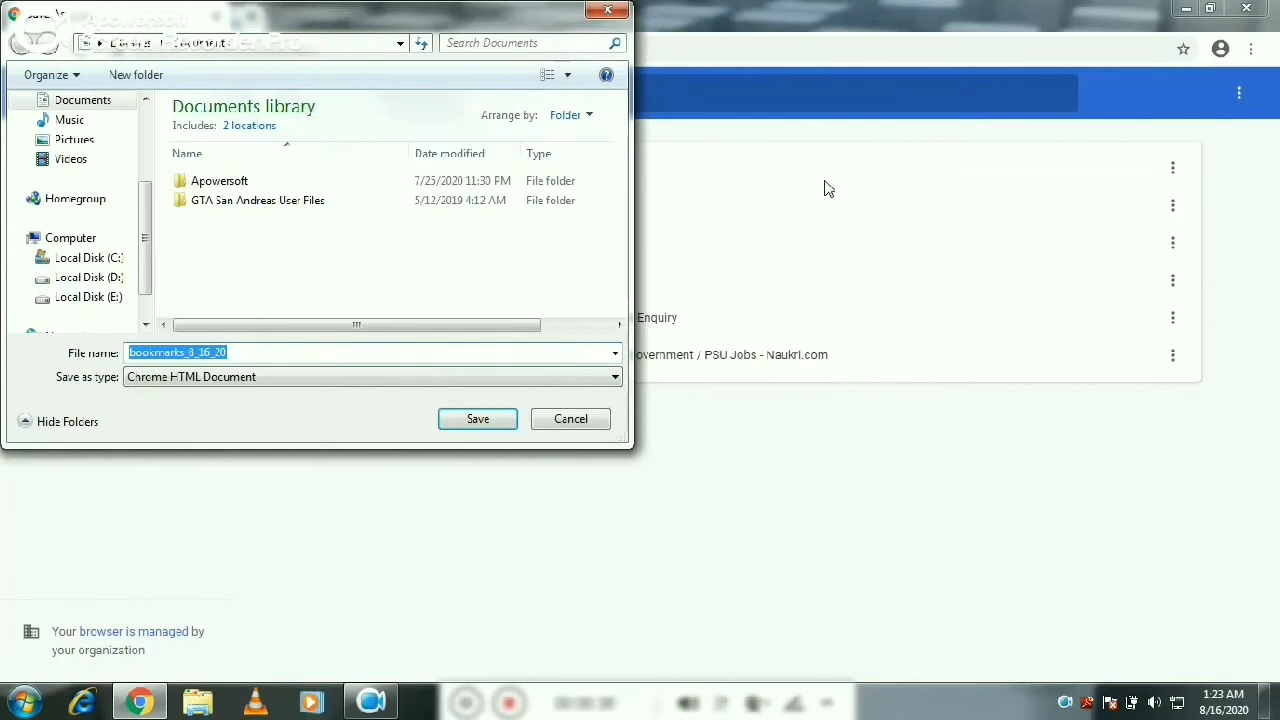 Apowersoft
Search Documents
Organize
New folder
Documents library
Includes: 2 locations
Arrange by: Folder
Name
Date modified
Type
Apowersoft
7/25/2020 11:30 PM
File folder
GTA San Andreas User Files
5/12/2019 4:12 AM
File folder
Documents
Music
Pictures
Videos
Homegroup
Computer
Local Disk (C:)
Local Disk (D:)
Local Disk (E:)
File name: bookmarks_8_16_20
Save as type: Chrome HTML Document
Hide Folders
Save
Cancel
Enquiry
overnment / PSU Jobs - Naukri.com
Your browser is managed by
your organization
1:23 AM
8/16/2020